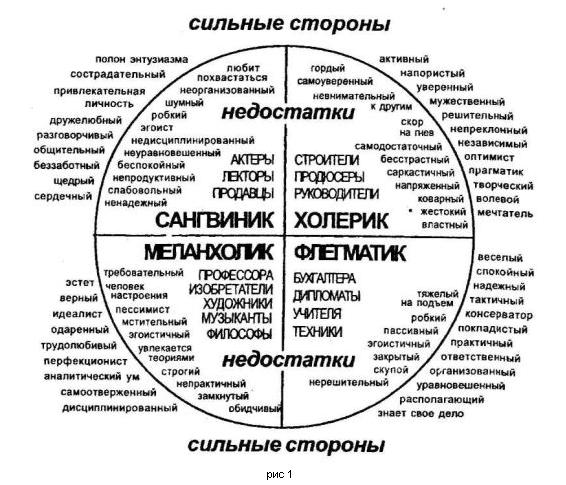 сильные стороны
полон энтузиазма
сострадательный
привлекательная
личность
дружелюбный
разговорчивый
общительный
беззаботный
щедрый
сердечный
любит
похвастаться
неорганизованный
шумный
робкий
эгоист
недисциплинированный
неуравновешенный
беспокойный
непродуктивный
слабовольный
ненадежный
недостатки
АКТЕРЫ
ЛЕКТОРЫ
ПРОДАВЦЫ
САНГВИНИК
гордый
самоуверенный
невнимательный
к другим
скор
на гнев
самодостаточный
бесстрастный
саркастичный
напряженный
коварный
жестокий
властный
СТРОИТЕЛИ
ПРОДЮСЕРЫ
РУКОВОДИТЕЛИ
ХОЛЕРИК
активный
напористый
уверенный
мужественный
решительный
непреклонный
независимый
оптимист
прагматик
творческий
волевой
мечтатель
МЕЛАНХОЛИК
эстет
верный
идеалист
одаренный
трудолюбивый
перфекционист
аналитический ум
самоотверженный
дисциплинированный
требовательный
человек
настроения
пессимист
мстительный
эгоистичный
увлекается
теориями
строгий
непрактичный
замкнутый
обидчивый
ПРОФЕССОРА
ИЗОБРЕТАТЕЛИ
ХУДОЖНИКИ
МУЗЫКАНТЫ
ФИЛОСОФЫ
недостатки
ФЛЕГМАТИК
БУХГАЛТЕРА
ДИПЛОМАТЫ
УЧИТЕЛЯ
ТЕХНИКИ
тяжелый
на подъем
робкий
пассивный
эгоистичный
закрытый
скупой
нерешительный
веселый
спокойный
надежный
тактичный
консерватор
покладистый
практичный
ответственный
организованный
уравновешенный
располагающий
знает свое дело
сильные стороны
рис 1